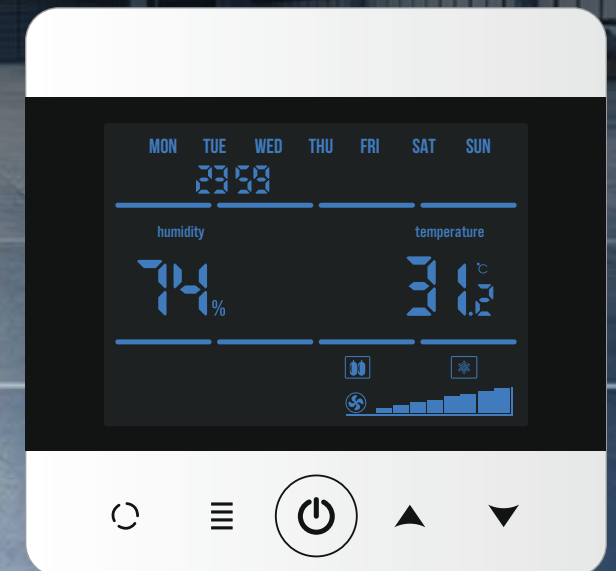 MON TUE WED THU FRI SAT SUN
23 59
humidity temperature
74% 31.2 °C